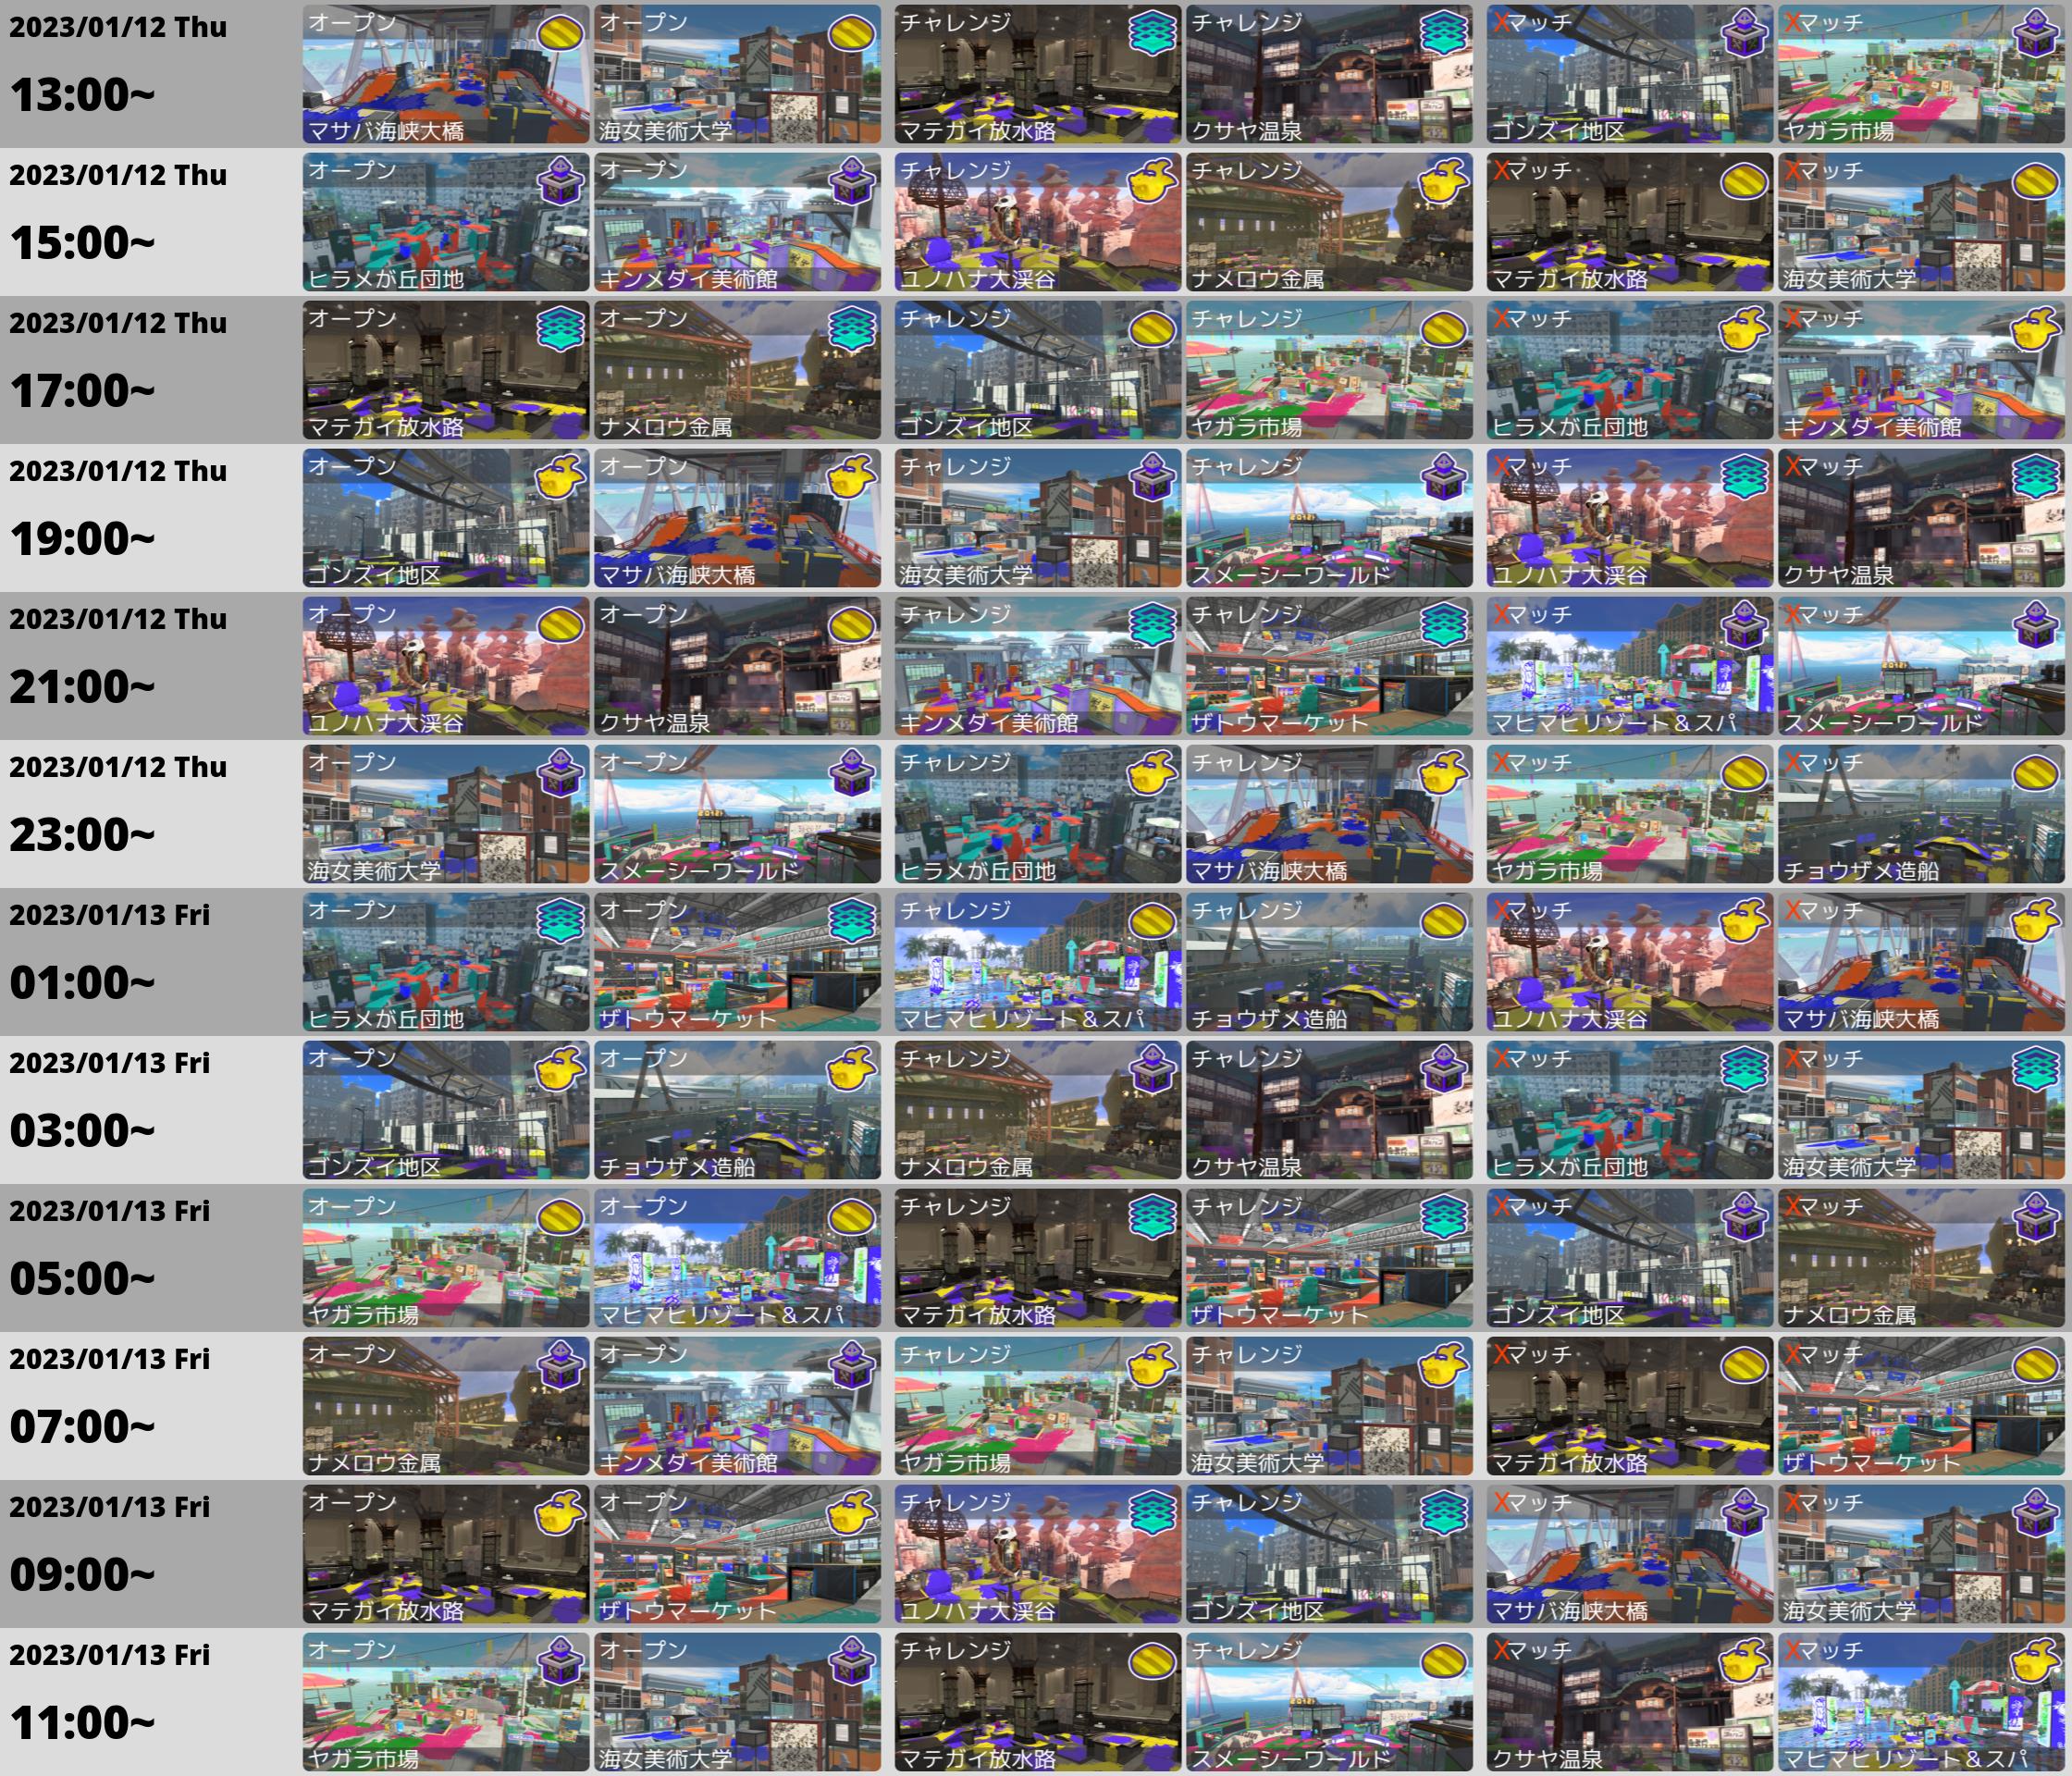 2023/01/12 Thu
13:00~
オープン オープン チャレンジ チャレンジ Xマッチ Xマッチ
マサバ海峡大橋 海女美術大学 マテガイ放水路 クサヤ温泉 ゴンズイ地区 ヤガラ市場
2023/01/12 Thu
15:00~
オープン オープン チャレンジ チャレンジ Xマッチ Xマッチ
ヒラメが丘団地 キンメダイ美術館 ユノハナ大渓谷 ナメロウ金属 マテガイ放水路 海女美術大学
2023/01/12 Thu
17:00~
オープン オープン チャレンジ チャレンジ Xマッチ Xマッチ
マテガイ放水路 ナメロウ金属 ゴンズイ地区 ヤガラ市場 ヒラメが丘団地 キンメダイ美術館
2023/01/12 Thu
19:00~
オープン オープン チャレンジ チャレンジ Xマッチ Xマッチ
ゴンズイ地区 マサバ海峡大橋 海女美術大学 スメーシーワールド ユノハナ大渓谷 クサヤ温泉
2023/01/12 Thu
21:00~
オープン オープン チャレンジ チャレンジ Xマッチ Xマッチ
ユノハナ大渓谷 クサヤ温泉 キンメダイ美術館 ザトウマーケット マヒマヒリゾート&スパ スメーシーワールド
2023/01/12 Thu
23:00~
オープン オープン チャレンジ チャレンジ Xマッチ Xマッチ
海女美術大学 スメーシーワールド ヒラメが丘団地 マサバ海峡大橋 ヤガラ市場 チョウザメ造船
2023/01/13 Fri
01:00~
オープン オープン チャレンジ チャレンジ Xマッチ Xマッチ
ヒラメが丘団地 ザトウマーケット マヒマヒリゾート&スパ チョウザメ造船 ユノハナ大渓谷 マサバ海峡大橋
2023/01/13 Fri
03:00~
オープン オープン チャレンジ チャレンジ Xマッチ Xマッチ
ゴンズイ地区 チョウザメ造船 ナメロウ金属 クサヤ温泉 ヒラメが丘団地 海女美術大学
2023/01/13 Fri
05:00~
オープン オープン チャレンジ チャレンジ Xマッチ Xマッチ
ヤガラ市場 マヒマヒリゾート&スパ マテガイ放水路 ザトウマーケット ゴンズイ地区 ナメロウ金属
2023/01/13 Fri
07:00~
オープン オープン チャレンジ チャレンジ Xマッチ Xマッチ
ナメロウ金属 キンメダイ美術館 ヤガラ市場 海女美術大学 マテガイ放水路 ザトウマーケット
2023/01/13 Fri
09:00~
オープン オープン チャレンジ チャレンジ Xマッチ Xマッチ
マテガイ放水路 ザトウマーケット ユノハナ大渓谷 ゴンズイ地区 マサバ海峡大橋 海女美術大学
2023/01/13 Fri
11:00~
オープン オープン チャレンジ チャレンジ Xマッチ Xマッチ
ヤガラ市場 海女美術大学 マテガイ放水路 スメーシーワールド クサヤ温泉 マヒマヒリゾート&スパ